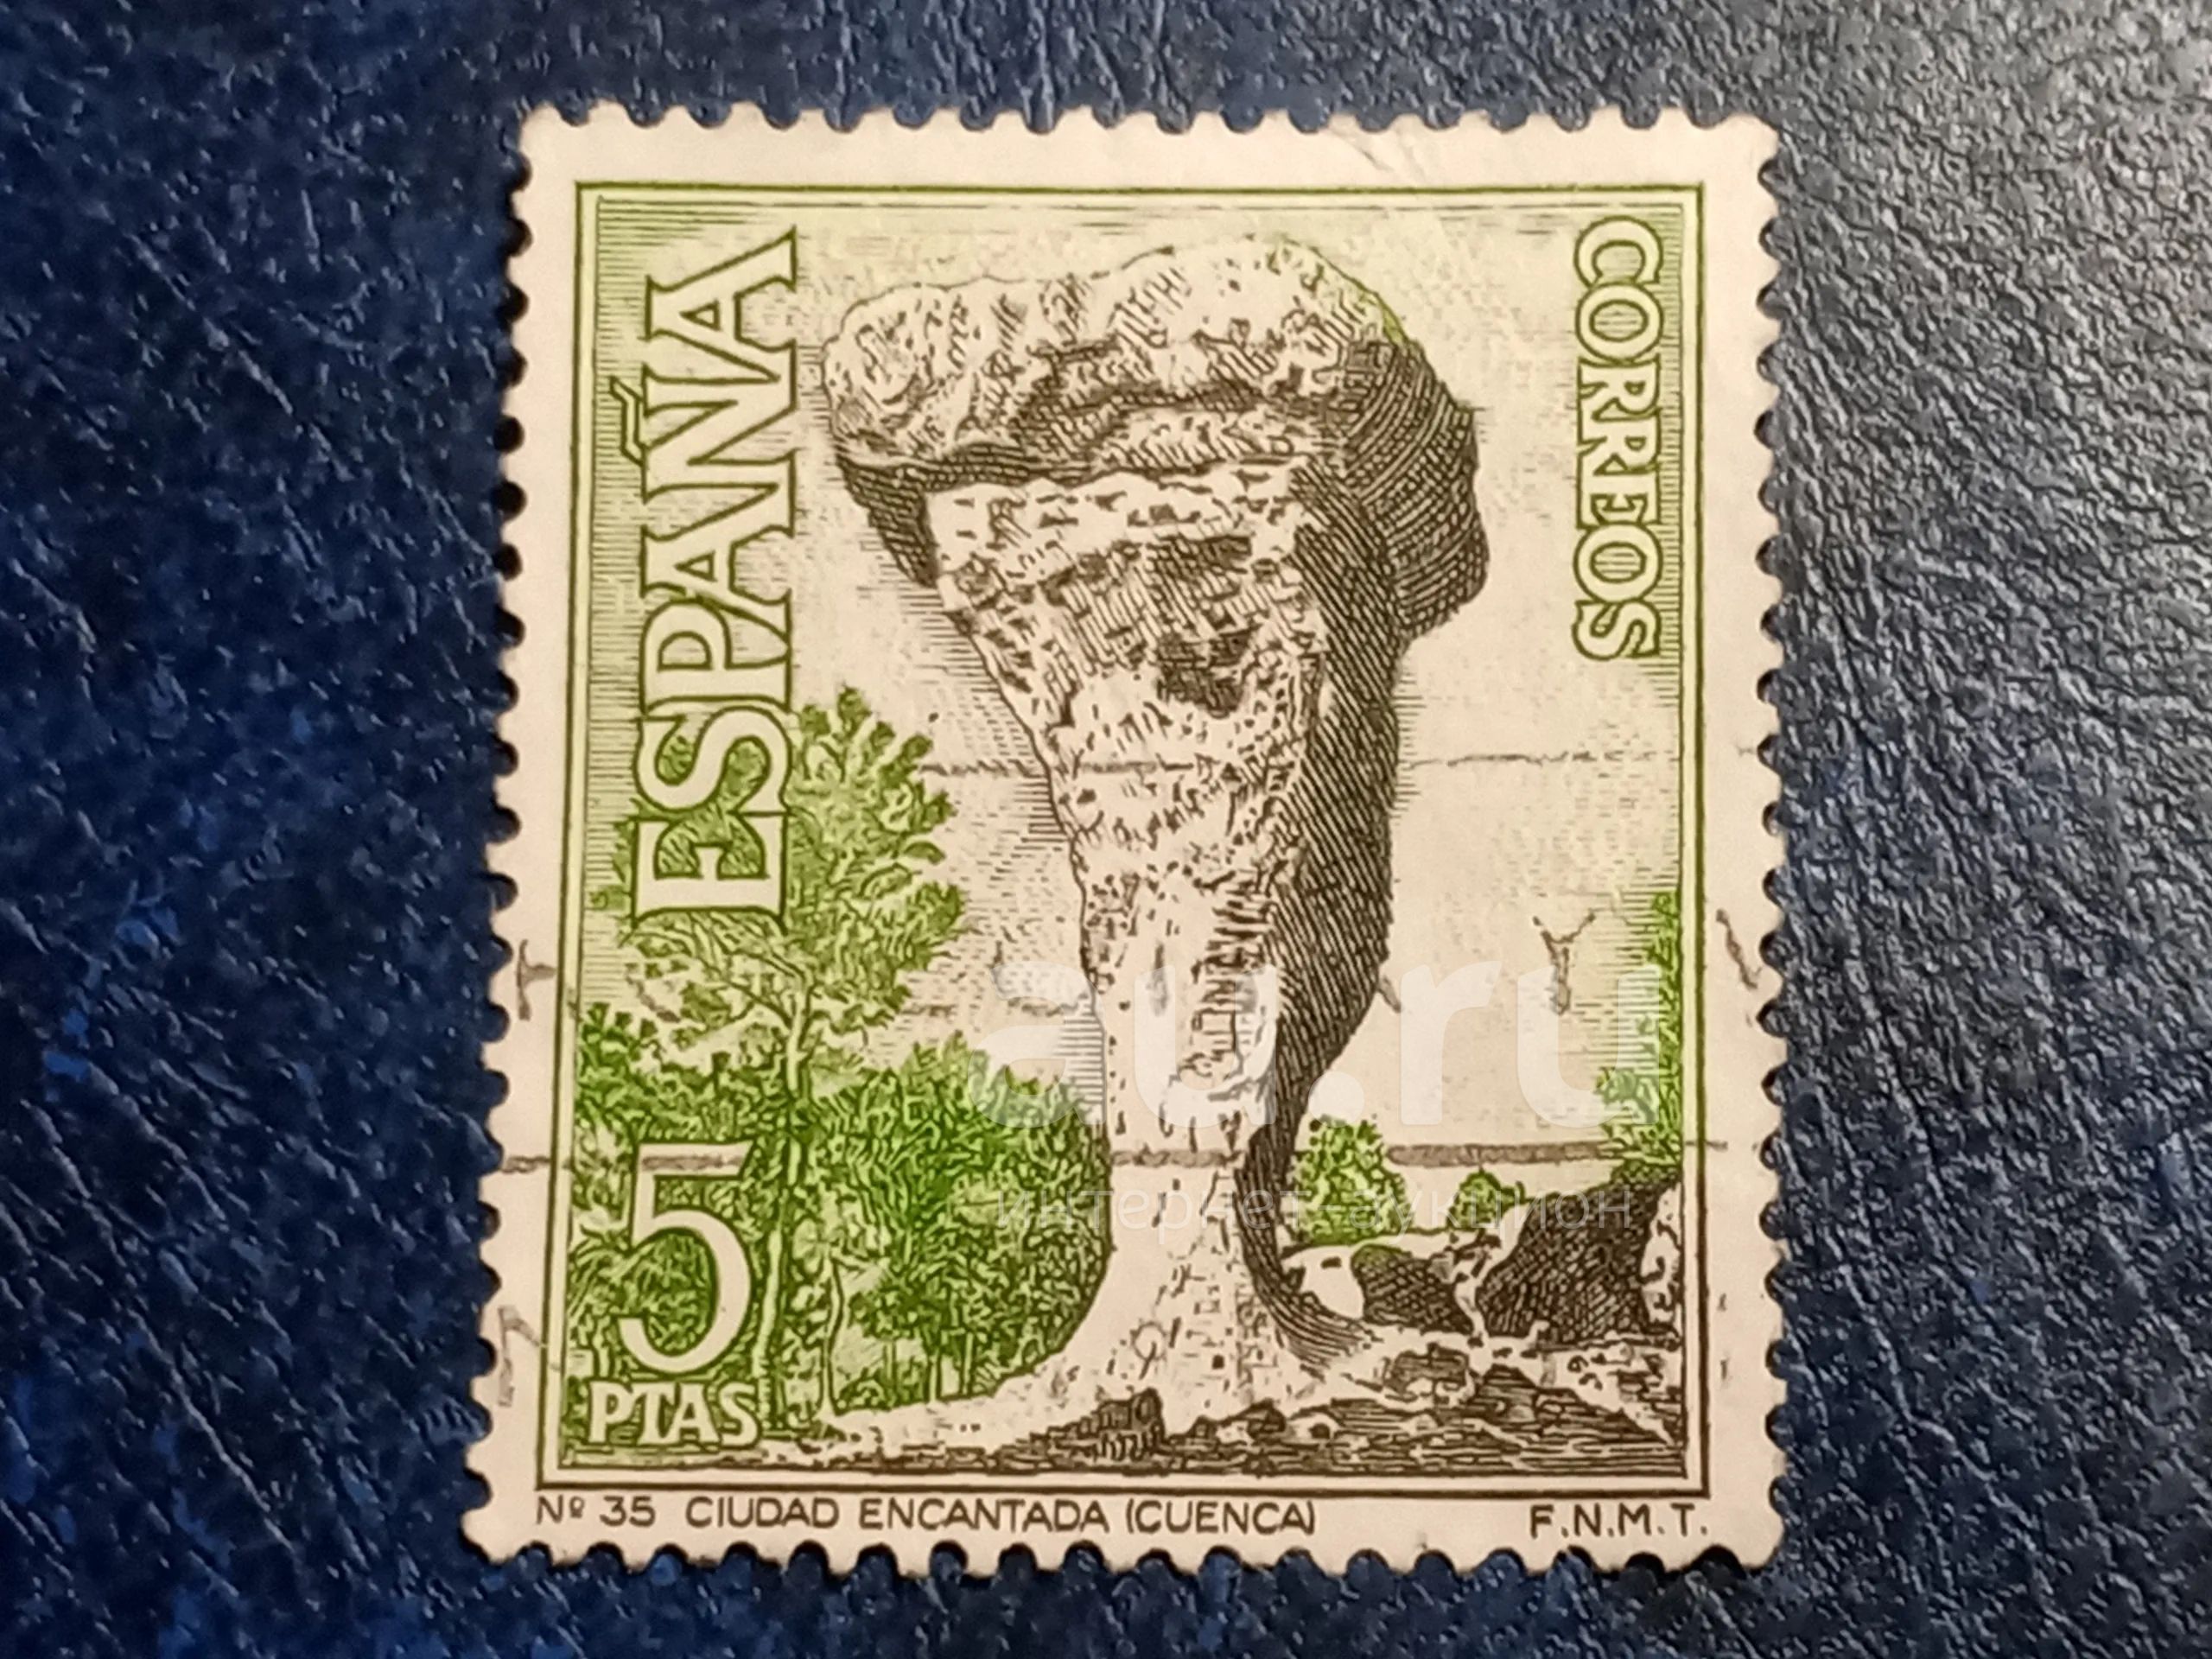 ESPAÑA
CORREOS
5
PTAS
Nº 35 CIUDAD ENCANTADA (CUENCA)
F.N.M.T.
au.ru
интернет-аукцион